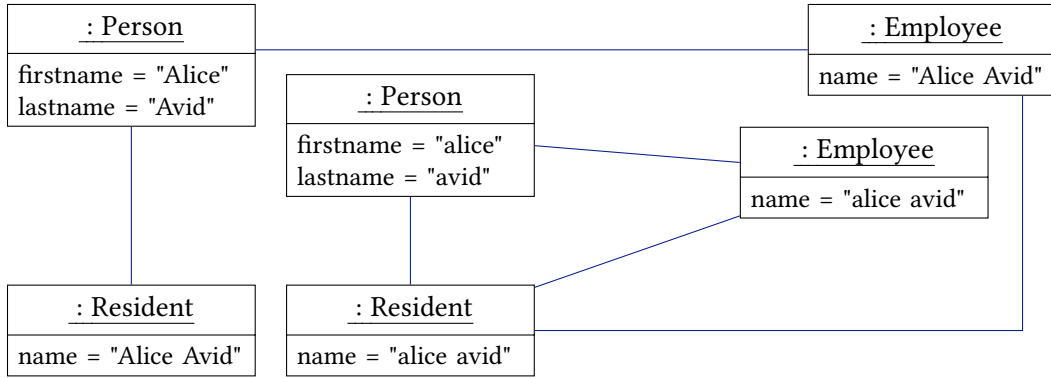 : Person
firstname = "Alice"
lastname = "Avid"
: Employee
name = "Alice Avid"
: Person
firstname = "alice"
lastname = "avid"
: Employee
name = "alice avid"
: Resident
name = "Alice Avid"
: Resident
name = "alice avid"